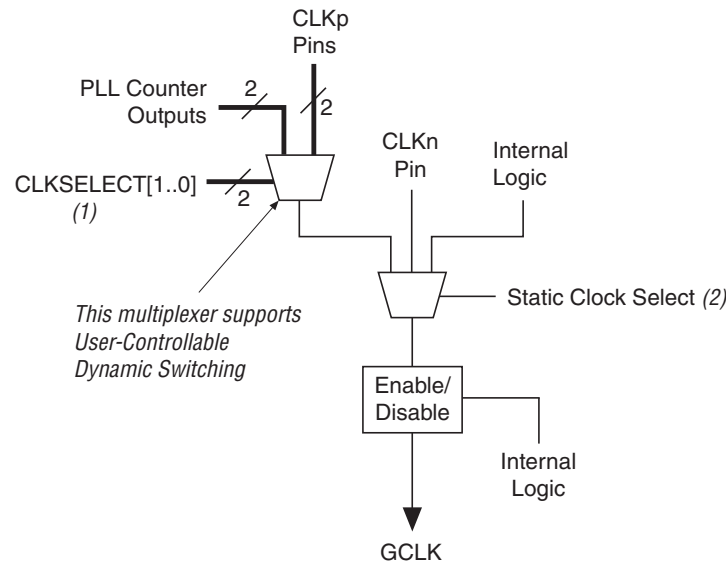 CLKp
Pins
PLL Counter
Outputs
2
2
CLKn
Pin
Internal
Logic
CLKSELECT[1..0]
(1)
2
Static Clock Select (2)
This multiplexer supports
User-Controllable
Dynamic Switching
Enable/
Disable
Internal
Logic
GCLK